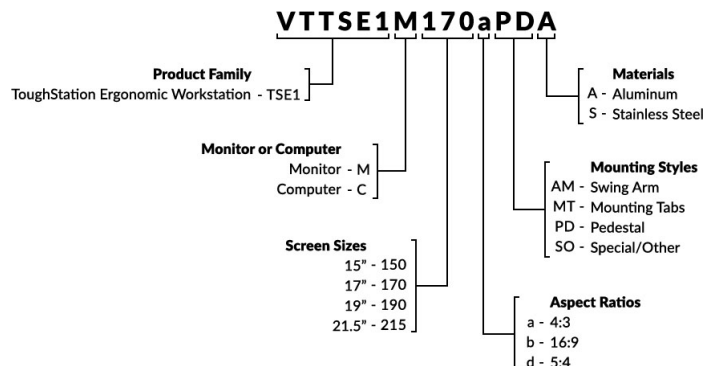 VTTSE1M170aPDA
Product Family
ToughStation Ergonomic Workstation - TSE1
Materials
A - Aluminum
S - Stainless Steel
Monitor or Computer
Monitor - M
Computer - C
Mounting Styles
AM - Swing Arm
MT - Mounting Tabs
PD - Pedestal
SO - Special/Other
Screen Sizes
15” - 150
17” - 170
19” - 190
21.5” - 215
Aspect Ratios
a - 4:3
b - 16:9
d - 5:4